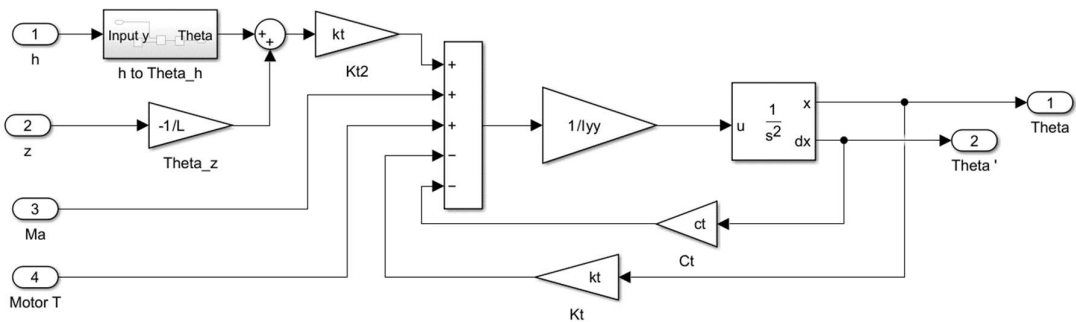 1
h
Input y
Theta
h to Theta_h
+
+
kt
Kt2
2
z
-1/L
Theta_z
3
Ma
4
Motor T
+
+
+
−
−
1/Iyy
u
1
s²
x
dx
1
Theta
2
Theta '
ct
Ct
kt
Kt